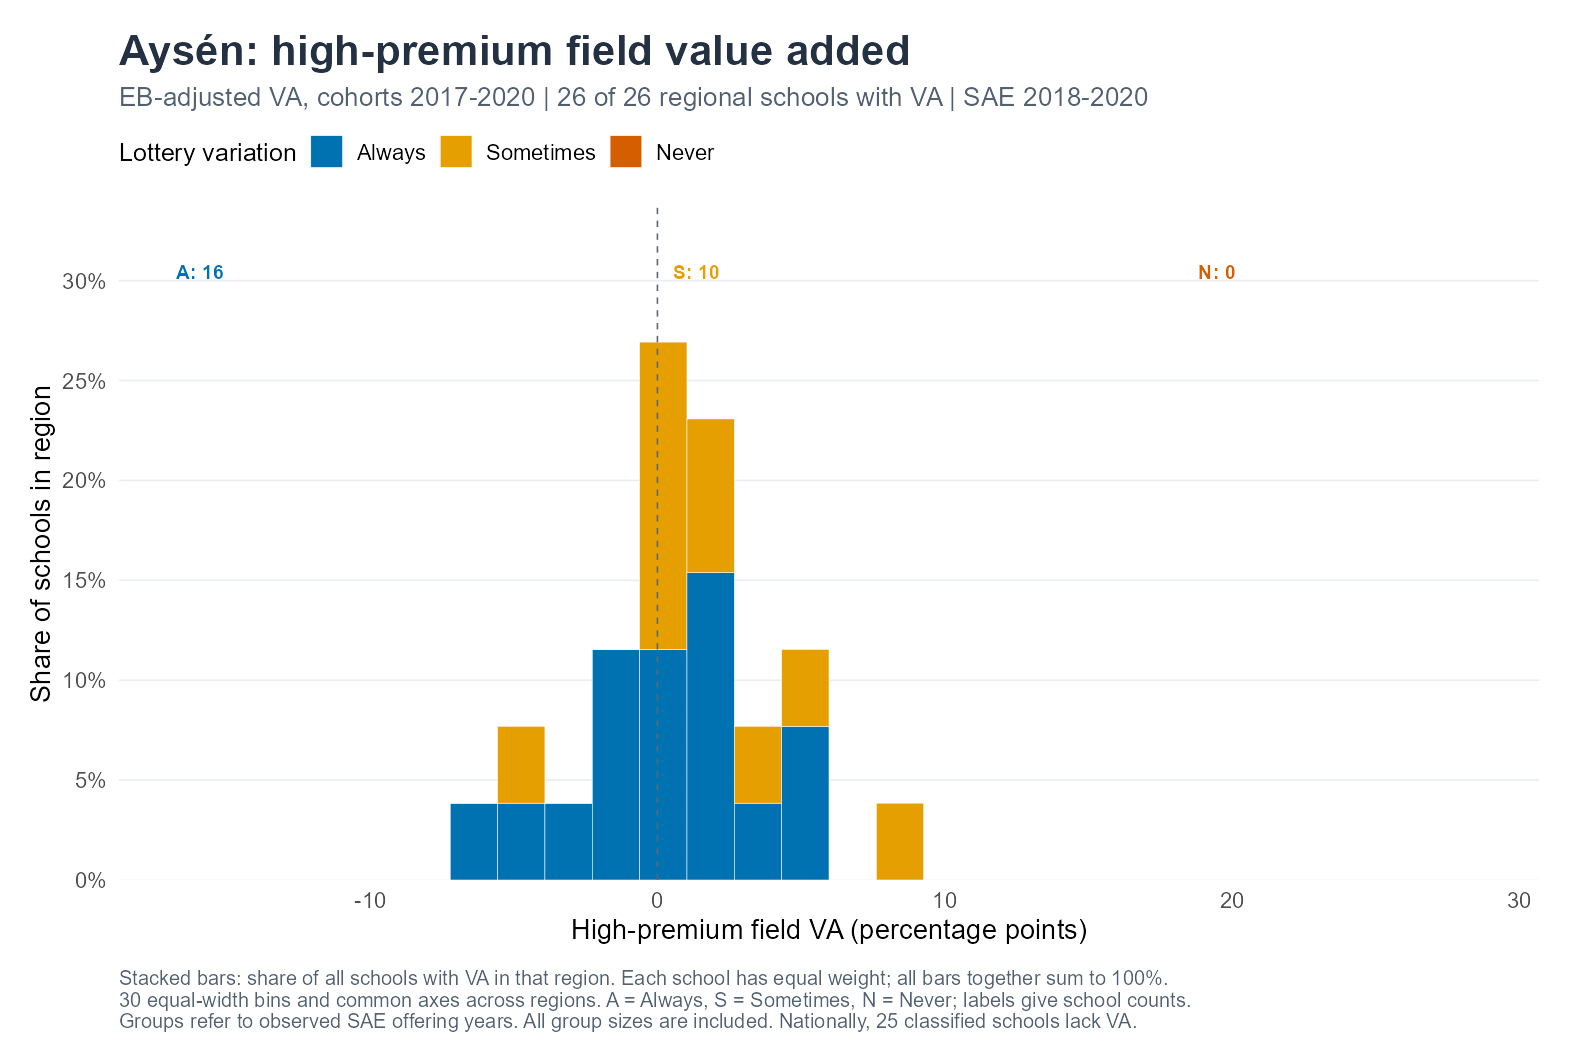 Aysén: high-premium field value added
EB-adjusted VA, cohorts 2017-2020 | 26 of 26 regional schools with VA | SAE 2018-2020
Lottery variation Always Sometimes Never
A: 16 S: 10 N: 0
30%
25%
20%
15%
10%
5%
0%
Share of schools in region
-10 0 10 20 30
High-premium field VA (percentage points)
Stacked bars: share of all schools with VA in that region. Each school has equal weight; all bars together sum to 100%.
30 equal-width bins and common axes across regions. A = Always, S = Sometimes, N = Never; labels give school counts.
Groups refer to observed SAE offering years. All group sizes are included. Nationally, 25 classified schools lack VA.